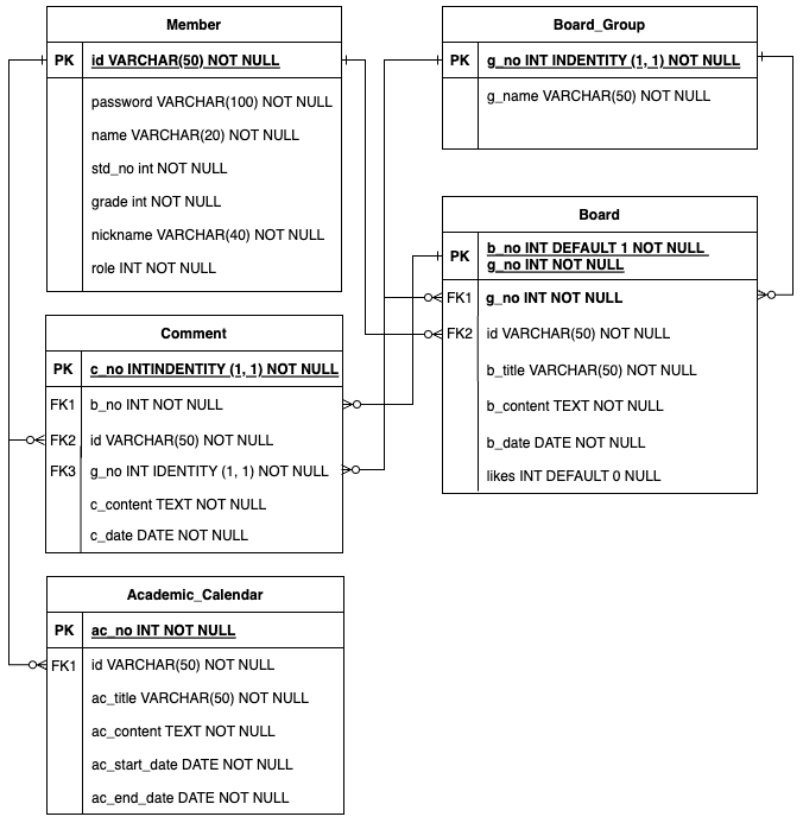 Member
PK id VARCHAR(50) NOT NULL
password VARCHAR(100) NOT NULL
name VARCHAR(20) NOT NULL
std_no int NOT NULL
grade int NOT NULL
nickname VARCHAR(40) NOT NULL
role INT NOT NULL
Board_Group
PK g_no INT INDENTITY (1, 1) NOT NULL
g_name VARCHAR(50) NOT NULL
Board
PK b_no INT DEFAULT 1 NOT NULL
g_no INT NOT NULL
FK1 g_no INT NOT NULL
FK2 id VARCHAR(50) NOT NULL
b_title VARCHAR(50) NOT NULL
b_content TEXT NOT NULL
b_date DATE NOT NULL
likes INT DEFAULT 0 NULL
Comment
PK c_no INTINDENTITY (1, 1) NOT NULL
FK1 b_no INT NOT NULL
FK2 id VARCHAR(50) NOT NULL
FK3 g_no INT IDENTITY (1, 1) NOT NULL
c_content TEXT NOT NULL
c_date DATE NOT NULL
Academic_Calendar
PK ac_no INT NOT NULL
FK1 id VARCHAR(50) NOT NULL
ac_title VARCHAR(50) NOT NULL
ac_content TEXT NOT NULL
ac_start_date DATE NOT NULL
ac_end_date DATE NOT NULL